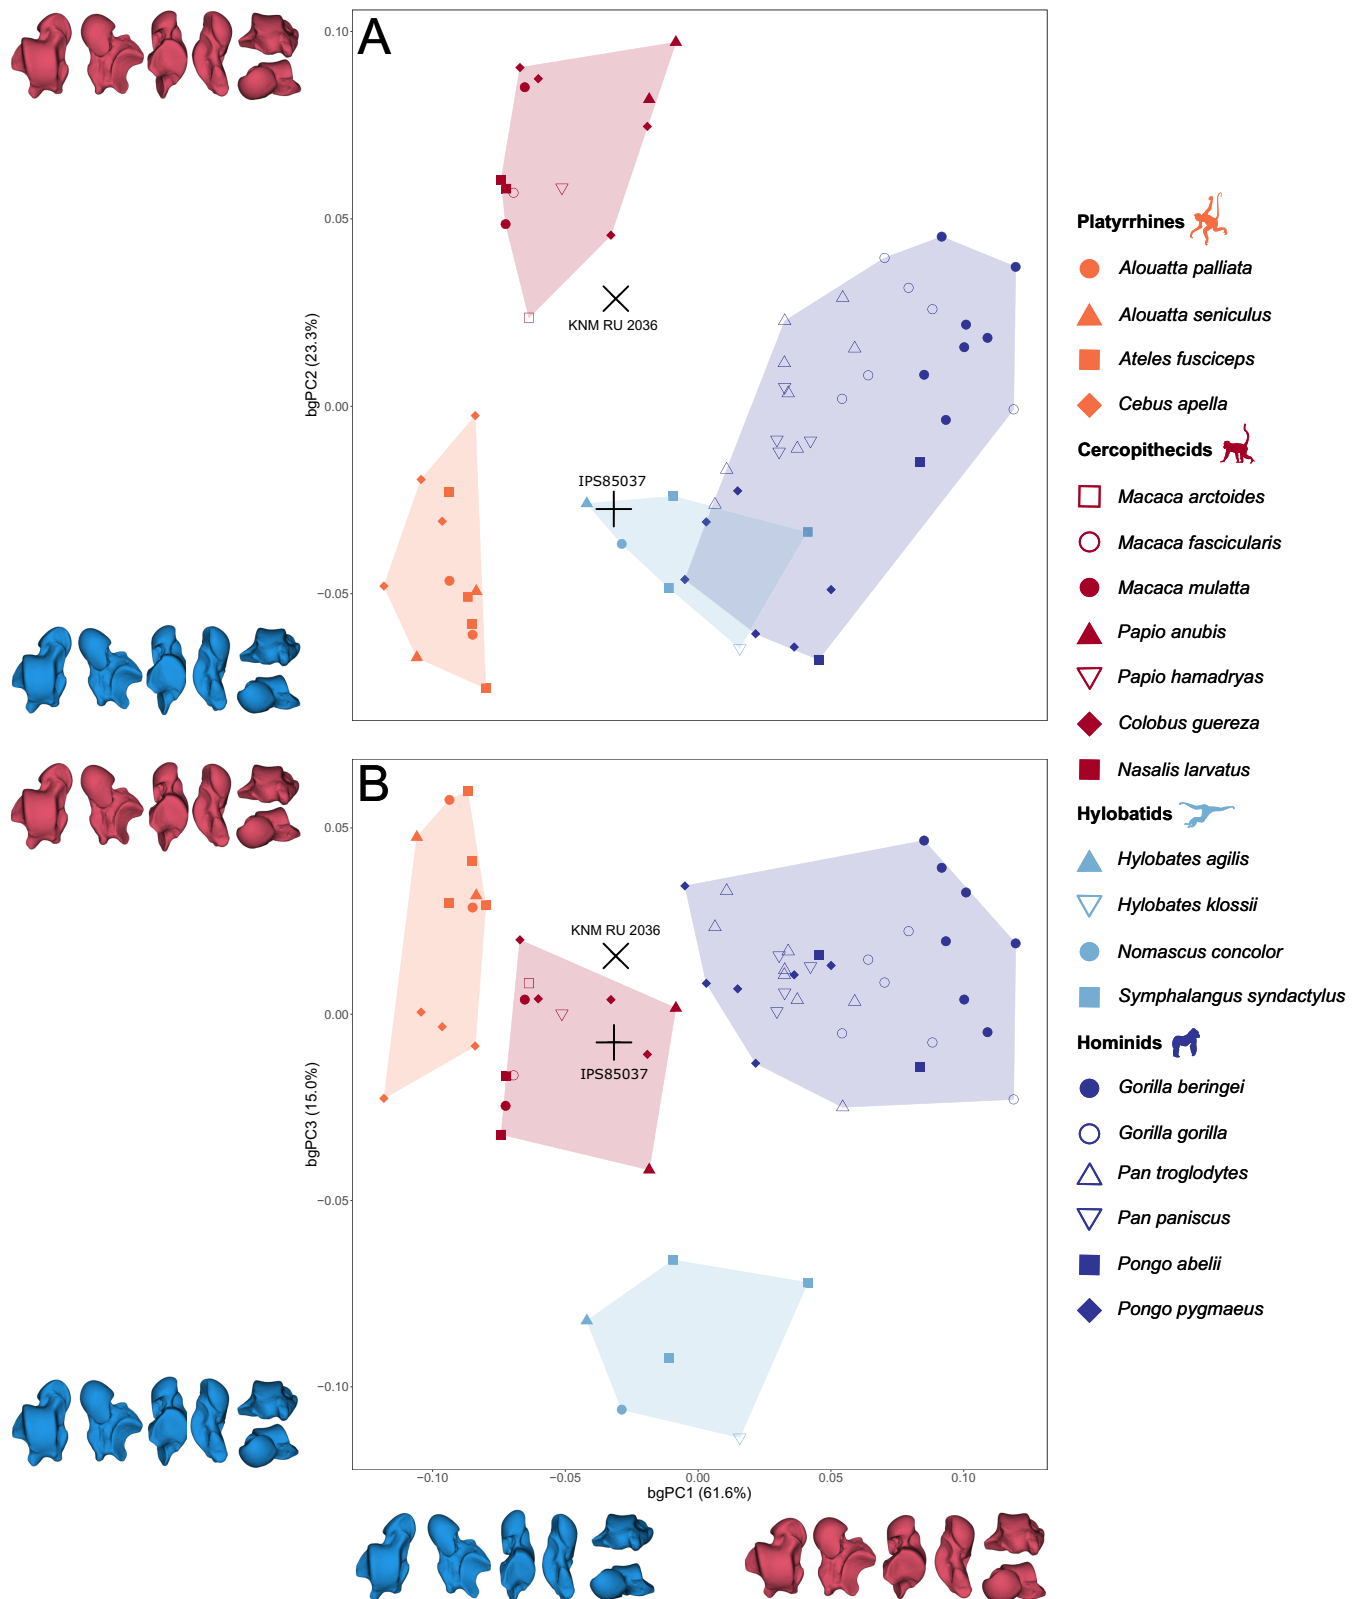 A
0.10
0.05
0.00
−0.05
bgPC2 (23.3%)
KNM RU 2036
IPS85037
B
0.05
0.00
−0.05
−0.10
bgPC3 (15.0%)
KNM RU 2036
IPS85037
−0.10
−0.05
0.00
0.05
0.10
bgPC1 (61.6%)
Platyrrhines
Alouatta palliata
Alouatta seniculus
Ateles fusciceps
Cebus apella
Cercopithecids
Macaca arctoides
Macaca fascicularis
Macaca mulatta
Papio anubis
Papio hamadryas
Colobus guereza
Nasalis larvatus
Hylobatids
Hylobates agilis
Hylobates klossii
Nomascus concolor
Symphalangus syndactylus
Hominids
Gorilla beringei
Gorilla gorilla
Pan troglodytes
Pan paniscus
Pongo abelii
Pongo pygmaeus